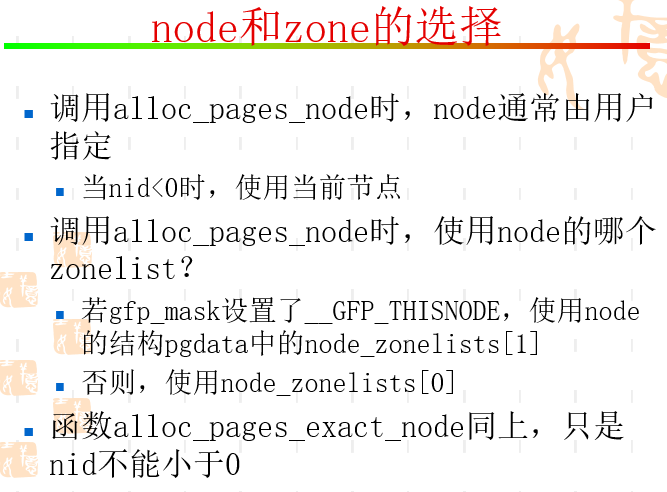 node和zone的选择
调用alloc_pages_node时，node通常由用户
指定
当nid<0时，使用当前节点
调用alloc_pages_node时，使用node的哪个
zonelist？
若gfp_mask设置了__GFP_THISNODE，使用node
的结构pgdata中的node_zonelists[1]
否则，使用node_zonelists[0]
函数alloc_pages_exact_node同上，只是
nid不能小于0